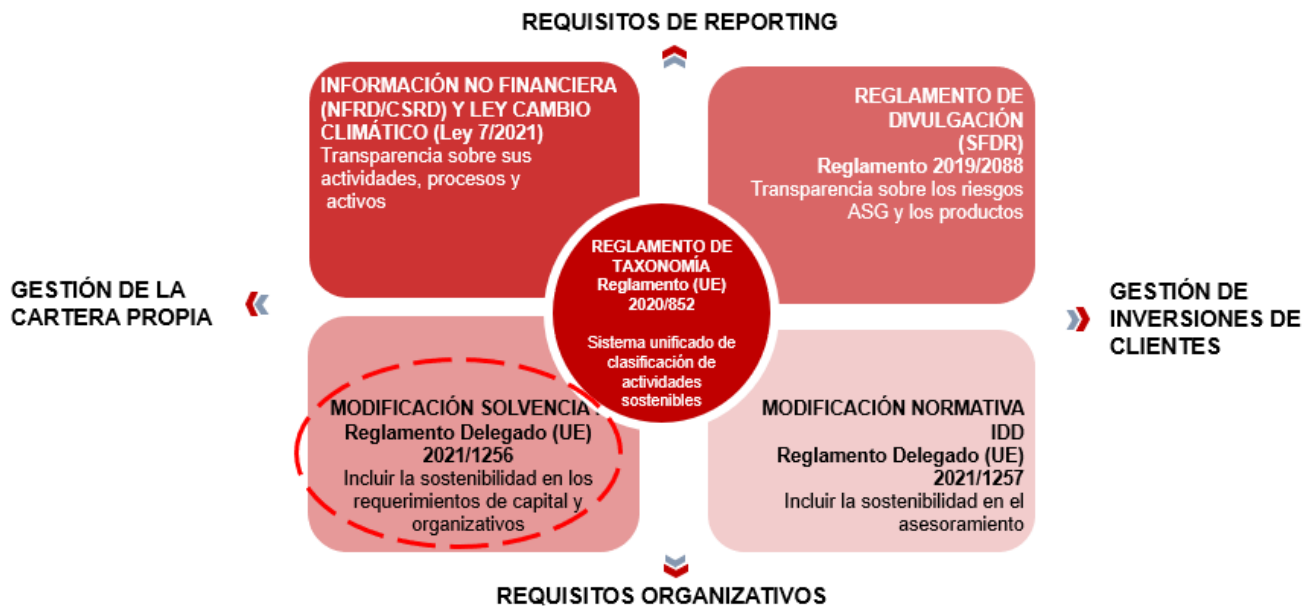 REQUISITOS DE REPORTING
INFORMACIÓN NO FINANCIERA
(NFRD/CSRD) Y LEY CAMBIO
CLIMÁTICO (Ley 7/2021)
Transparencia sobre sus
actividades, procesos y
activos
REGLAMENTO DE
DIVULGACIÓN
(SFDR)
Reglamento 2019/2088
Transparencia sobre los riesgos
ASG y los productos
GESTIÓN DE LA
CARTERA PROPIA
REGLAMENTO DE
TAXONOMÍA
Reglamento (UE)
2020/852
Sistema unificado de
clasificación de
actividades
sostenibles
GESTIÓN DE
INVERSIONES DE
CLIENTES
MODIFICACIÓN SOLVENCIA
Reglamento Delegado (UE)
2021/1256
Incluir la sostenibilidad en los
requerimientos de capital y
organizativos
MODIFICACIÓN NORMATIVA
IDD
Reglamento Delegado (UE)
2021/1257
Incluir la sostenibilidad en el
asesoramiento
REQUISITOS ORGANIZATIVOS